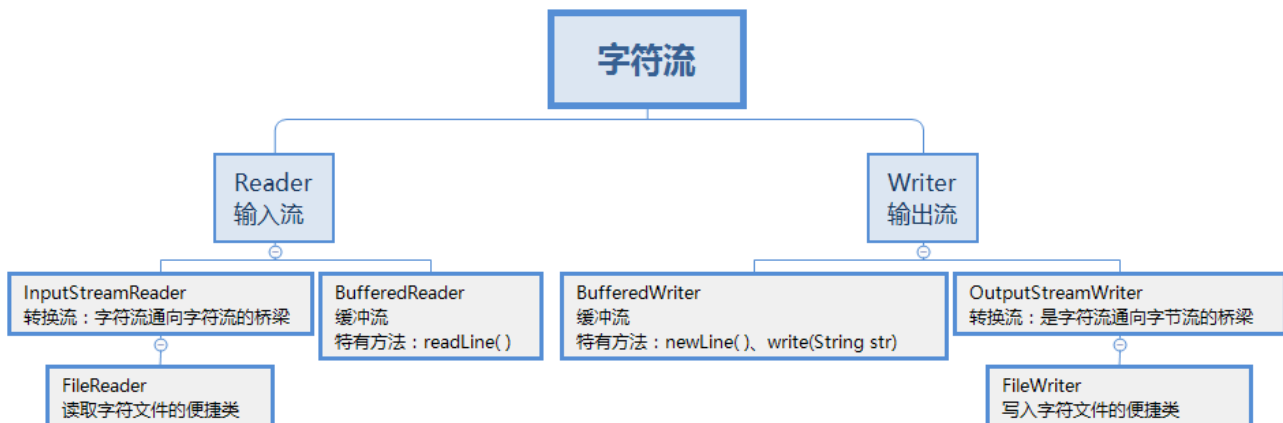 字符流
Reader
输入流
Writer
输出流
InputStreamReader
转换流：字符流通向字符流的桥梁
BufferedReader
缓冲流
特有方法：readLine( )
BufferedWriter
缓冲流
特有方法：newLine( )、write(String str)
OutputStreamWriter
转换流：是字符流通向字节流的桥梁
FileReader
读取字符文件的便捷类
FileWriter
写入字符文件的便捷类